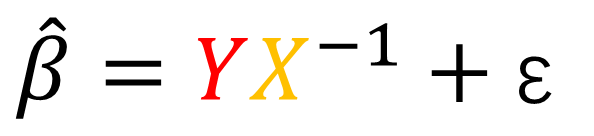 β̂ = YX⁻¹ + ε